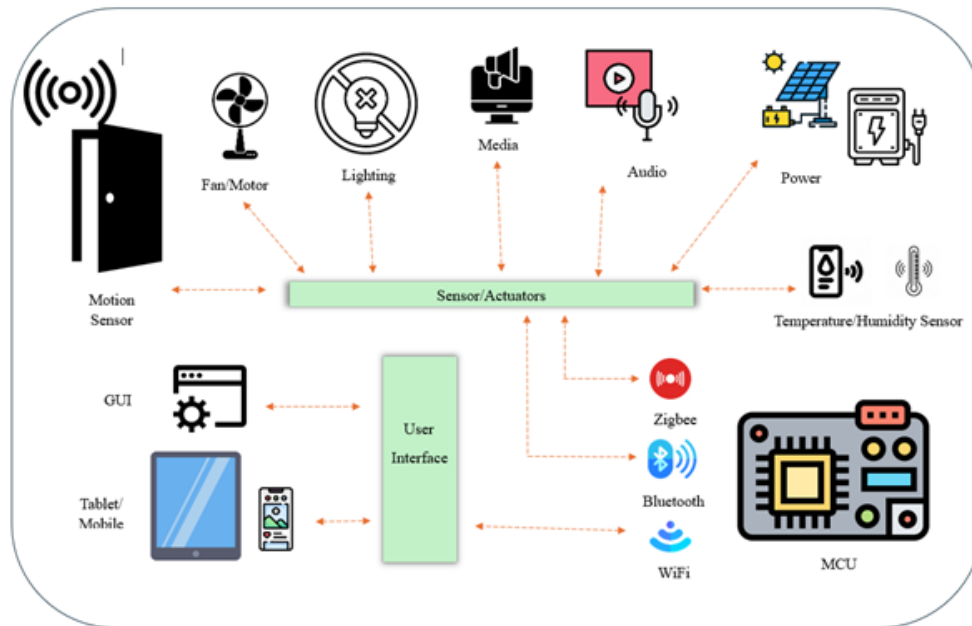 Fan/Motor
Lighting
Media
Audio
Power
Motion
Sensor
Sensor/Actuators
Temperature/Humidity Sensor
GUI
User
Interface
Tablet/
Mobile
Zigbee
Bluetooth
WiFi
MCU